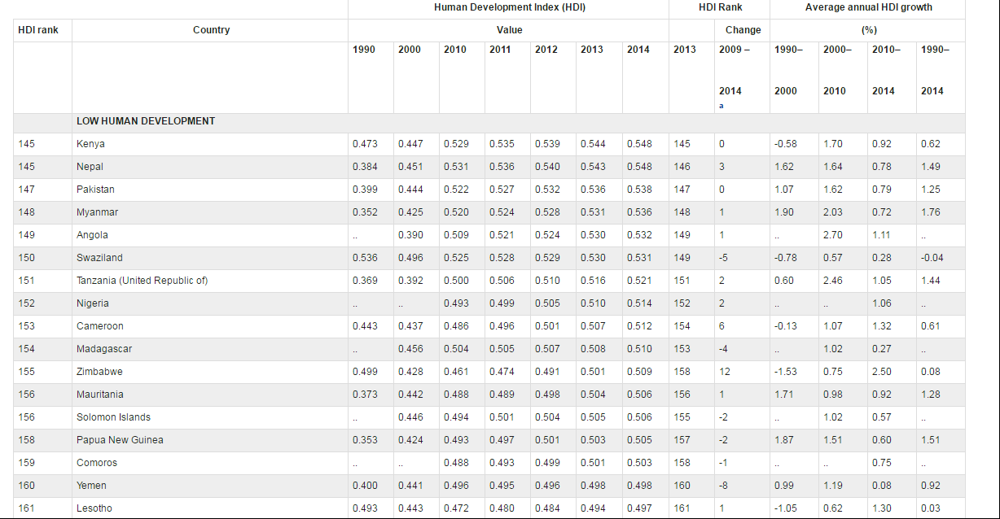 Human Development Index (HDI) HDI Rank Average annual HDI growth
HDI rank Country Value Change (%)
1990 2000 2010 2011 2012 2013 2014 2013 2009 – 1990– 2000– 2010– 1990–
2014 2000 2010 2014 2014
a
LOW HUMAN DEVELOPMENT
145 Kenya 0.473 0.447 0.529 0.535 0.539 0.544 0.548 145 0 -0.58 1.70 0.92 0.62
145 Nepal 0.384 0.451 0.531 0.536 0.540 0.543 0.548 146 3 1.62 1.64 0.78 1.49
147 Pakistan 0.399 0.444 0.522 0.527 0.532 0.536 0.538 147 0 1.07 1.62 0.79 1.25
148 Myanmar 0.352 0.425 0.520 0.524 0.528 0.531 0.536 148 1 1.90 2.03 0.72 1.76
149 Angola .. 0.390 0.509 0.521 0.524 0.530 0.532 149 1 .. 2.70 1.11 ..
150 Swaziland 0.536 0.496 0.525 0.528 0.529 0.530 0.531 149 -5 -0.78 0.57 0.28 -0.04
151 Tanzania (United Republic of) 0.369 0.392 0.500 0.506 0.510 0.516 0.521 151 2 0.60 2.46 1.05 1.44
152 Nigeria .. .. 0.493 0.499 0.505 0.510 0.514 152 2 .. .. 1.06 ..
153 Cameroon 0.443 0.437 0.486 0.496 0.501 0.507 0.512 154 6 -0.13 1.07 1.32 0.61
154 Madagascar .. 0.456 0.504 0.505 0.507 0.508 0.510 153 -4 .. 1.02 0.27 ..
155 Zimbabwe 0.499 0.428 0.461 0.474 0.491 0.501 0.509 158 12 -1.53 0.75 2.50 0.08
156 Mauritania 0.373 0.442 0.488 0.489 0.498 0.504 0.506 156 1 1.71 0.98 0.92 1.28
156 Solomon Islands .. 0.446 0.494 0.501 0.504 0.505 0.506 155 -2 .. 1.02 0.57 ..
158 Papua New Guinea 0.353 0.424 0.493 0.497 0.501 0.503 0.505 157 -2 1.87 1.51 0.60 1.51
159 Comoros .. .. 0.488 0.493 0.499 0.501 0.503 158 -1 .. .. 0.75 ..
160 Yemen 0.400 0.441 0.496 0.495 0.496 0.498 0.498 160 -8 0.99 1.19 0.08 0.92
161 Lesotho 0.493 0.443 0.472 0.480 0.484 0.494 0.497 161 1 -1.05 0.62 1.30 0.03